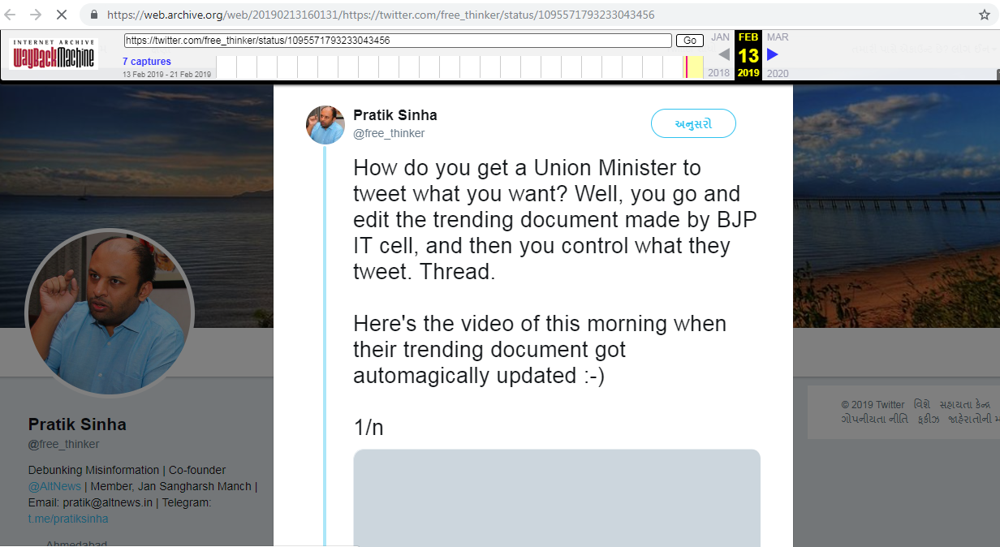 https://web.archive.org/web/20190213160131/https://twitter.com/free_thinker/status/1095571793233043456
INTERNET ARCHIVE
WayBackMachine
https://twitter.com/free_thinker/status/1095571793233043456
Go
JAN
FEB
MAR
7 captures
13
13 Feb 2019 - 21 Feb 2019
2018
2019
2020
Pratik Sinha
@free_thinker
અનુસરો
How do you get a Union Minister to
tweet what you want? Well, you go and
edit the trending document made by BJP
IT cell, and then you control what they
tweet. Thread.
Here's the video of this morning when
their trending document got
automagically updated :-)
1/n
Pratik Sinha
@free_thinker
Debunking Misinformation | Co-founder
@AltNews | Member, Jan Sangharsh Manch |
Email: pratik@altnews.in | Telegram:
t.me/pratiksinha
Ahmedabad
© 2019 Twitter વિશે સહાયતા કેન્દ્ર
ગોપનીયતા નીતિ કૂકીઝ જાહેરાતોની